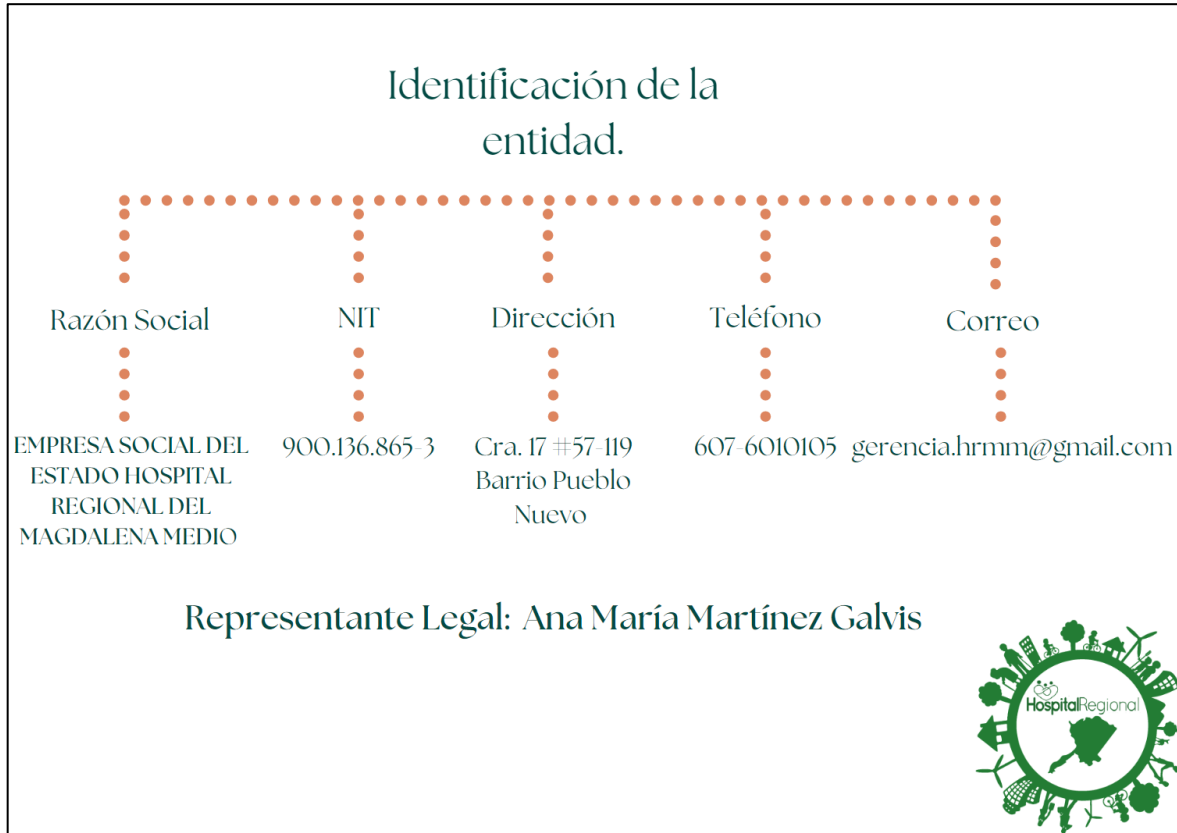 Identificación de la
entidad.
Razón Social
NIT
Dirección
Teléfono
Correo
EMPRESA SOCIAL DEL
ESTADO HOSPITAL
REGIONAL DEL
MAGDALENA MEDIO
900.136.865-3
Cra. 17 #57-119
Barrio Pueblo
Nuevo
607-6010105
gerencia.hrmm@gmail.com
Representante Legal: Ana María Martínez Galvis
HospitalRegional